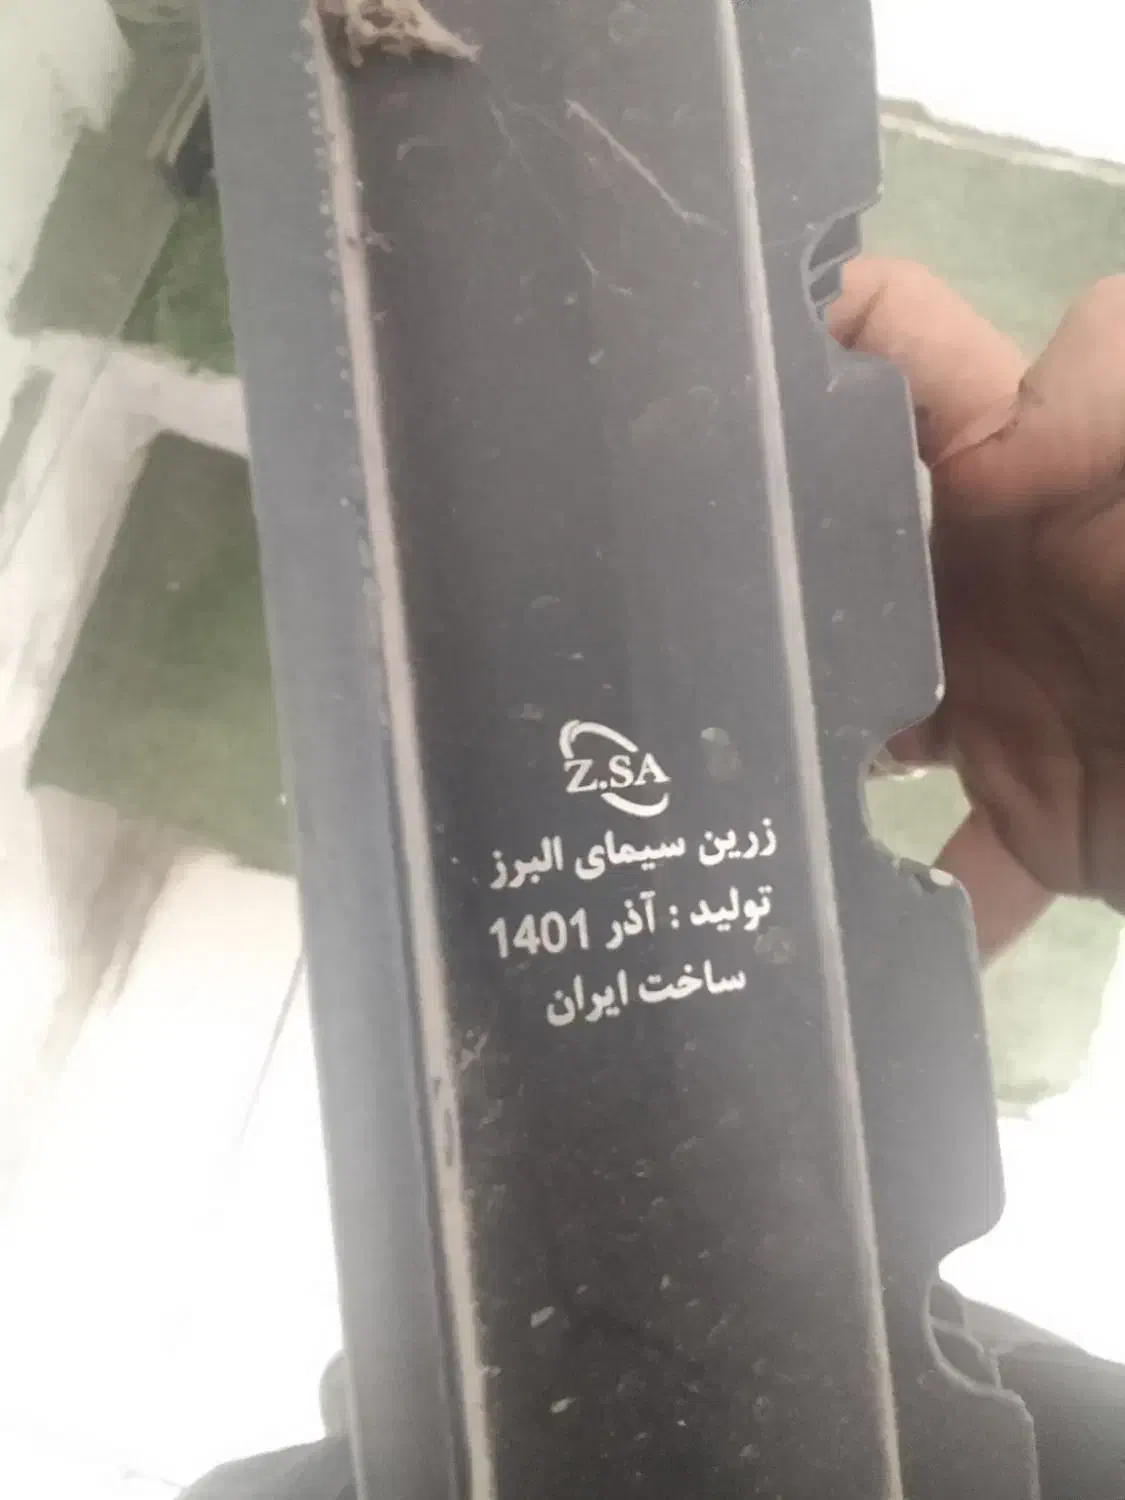 Z.SA
زرین سیمای البرز
تولید : آذر 1401
ساخت ایران